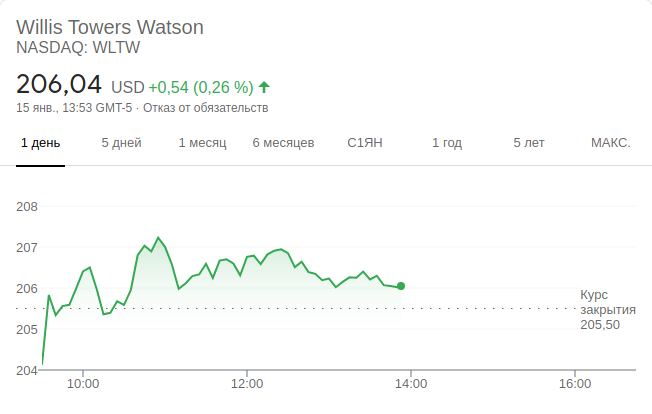 Willis Towers Watson
NASDAQ: WLTW
206,04 USD +0,54 (0,26 %)
15 янв., 13:53 GMT-5 · Отказ от обязательств
1 день 5 дней 1 месяц 6 месяцев С1ЯН 1 год 5 лет МАКС.
208
207
206
205
204
Курс
закрытия
205,50
10:00 12:00 14:00 16:00